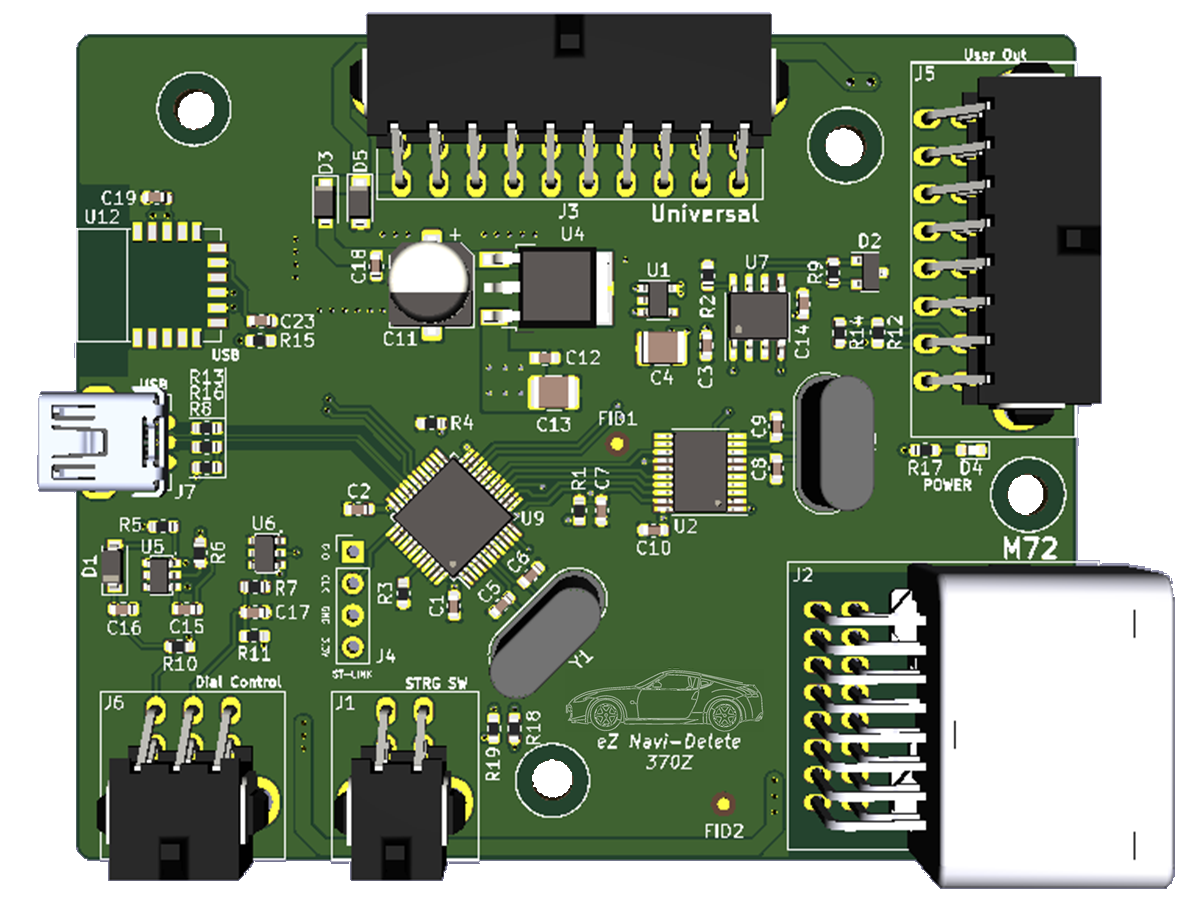 User Out
J5
D3
D5
C19
U12
J3
Universal
U4
+
D2
C18
U1
U7
R9
R2
C23
R15
C11
C14
R14
R12
USB
C12
C3
C4
USB
R13
R16
R8
C13
FID1
R4
C9
C8
R17
D4
POWER
J7
C2
R1
C7
U9
U2
R5
U6
C10
M72
U5
R6
D1
CLK
GND
J2
C6
R7
R3
C1
C5
C16
C15
C17
R10
R11
J4
ST-LINK
Y1
Dial Control
STRG SW
J6
J1
R19
R18
eZ Navi-Delete
370Z
FID2